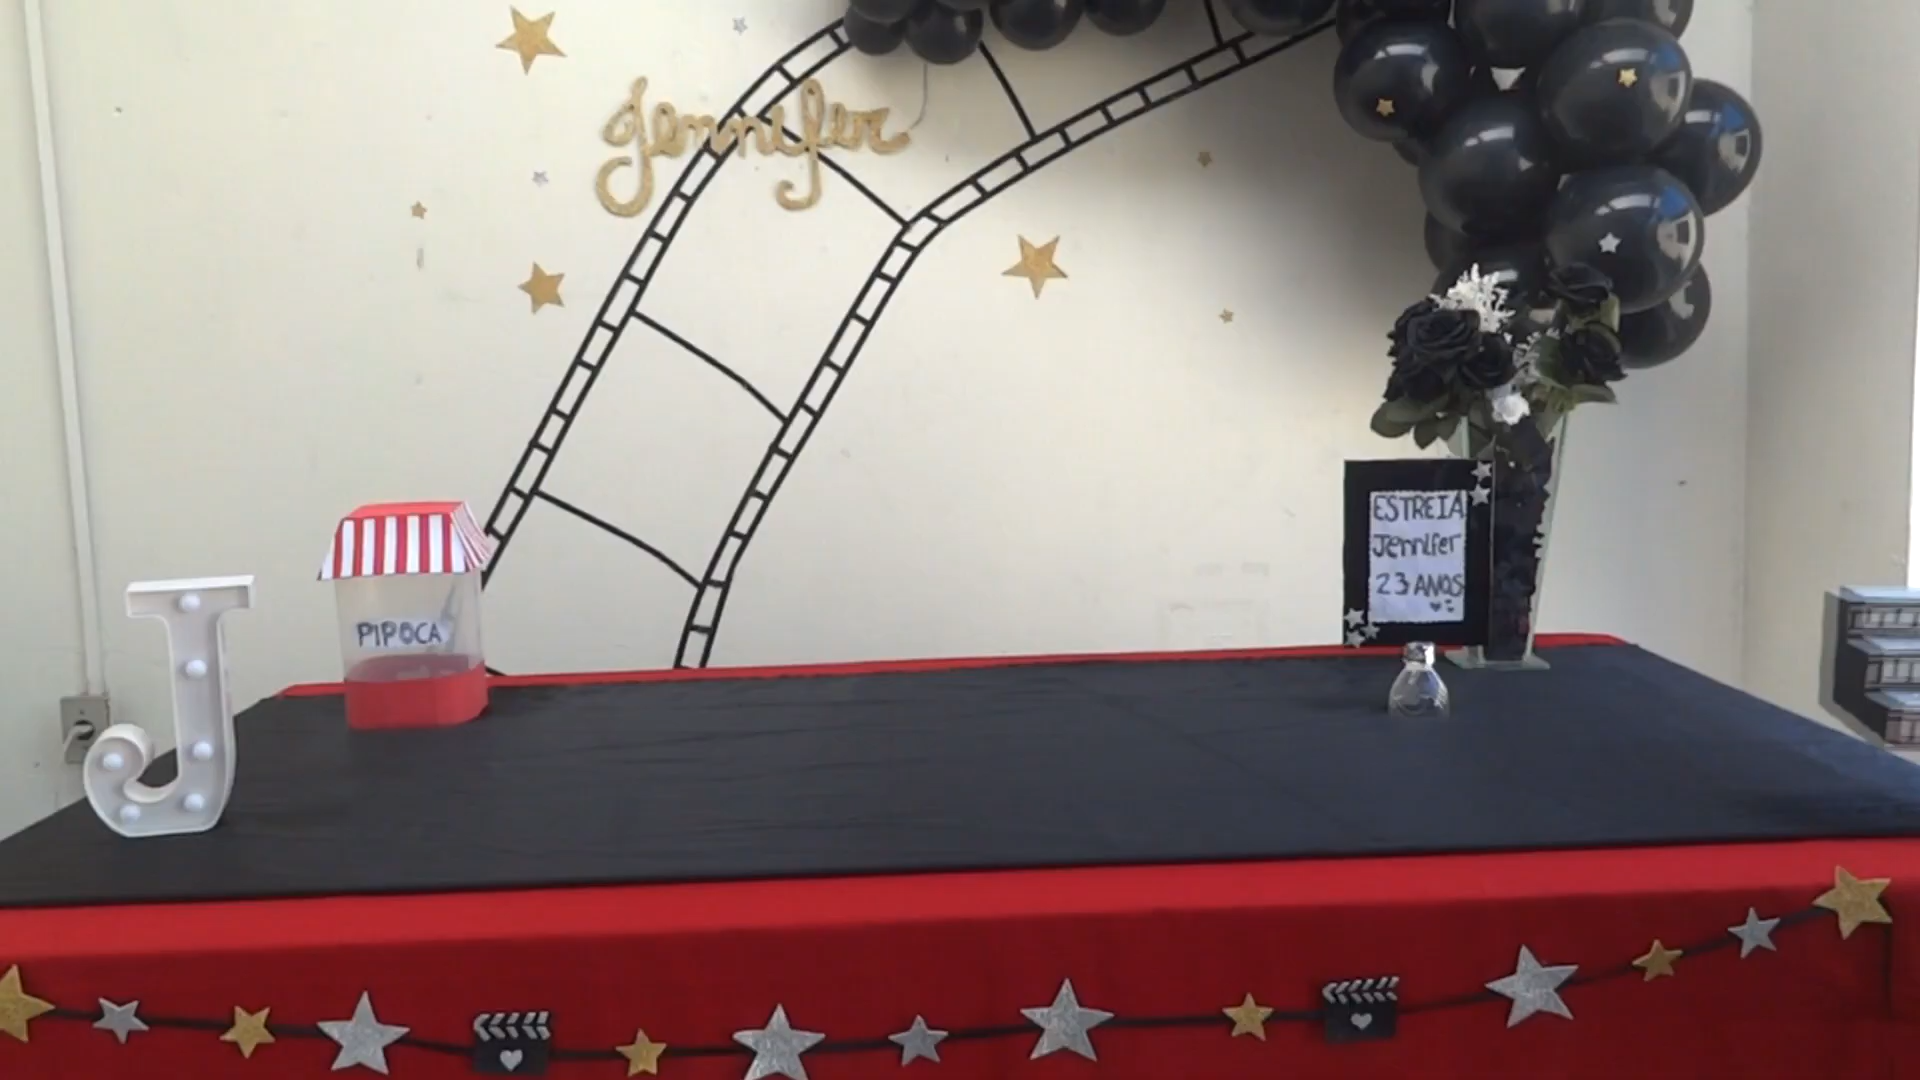 Jennifer
ESTREIA
Jennifer
23 ANOS
PIPOCA
J